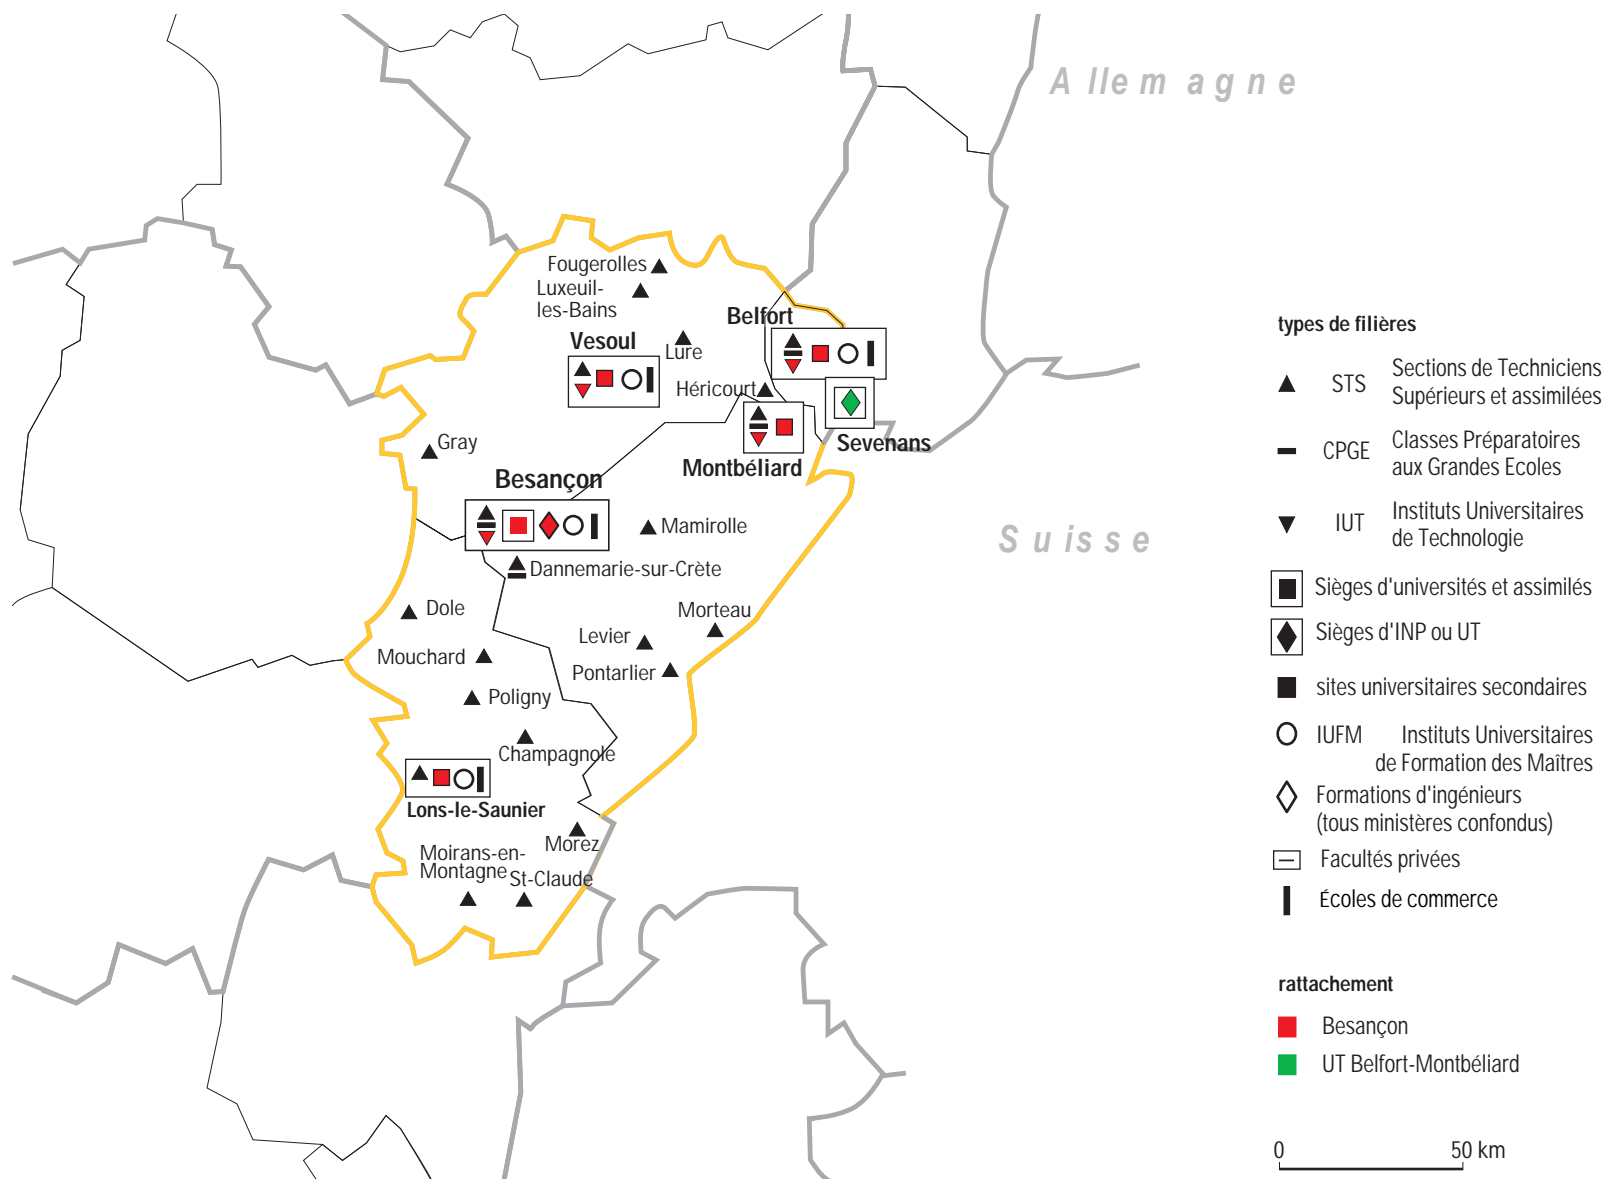 Allemagne
Fougerolles
Luxeuil-
les-Bains
Belfort
Vesoul
Lure
Héricourt
Sevenans
Gray
Montbéliard
Besançon
Mamirolle
Suisse
Dannemarie-sur-Crète
Dole
Morteau
Levier
Mouchard
Pontarlier
Poligny
Champagnole
Lons-le-Saunier
Morez
Moirans-en-
Montagne
St-Claude
types de filières
STS
Sections de Techniciens
Supérieurs et assimilées
CPGE
Classes Préparatoires
aux Grandes Ecoles
IUT
Instituts Universitaires
de Technologie
Sièges d'universités et assimilés
Sièges d'INP ou UT
sites universitaires secondaires
IUFM Instituts Universitaires
de Formation des Maîtres
Formations d'ingénieurs
(tous ministères confondus)
Facultés privées
Écoles de commerce
rattachement
Besançon
UT Belfort-Montbéliard
0 50 km